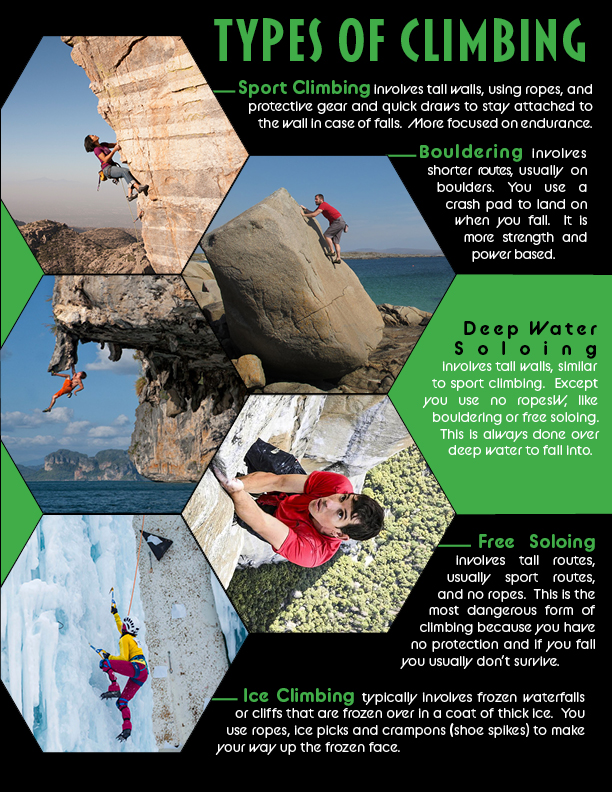 TYPES OF CLIMBING
Sport Climbing involves tall walls, using ropes, and
protective gear and quick draws to stay attached to
the wall in case of falls. More focused on endurance.
Bouldering involves
shorter routes, usually on
boulders. You use a
crash pad to land on
when you fall. It is
more strength and
power based.
Deep Water
Soloing
involves tall walls, similar
to sport climbing. Except
you use no ropesW, like
bouldering or free soloing.
This is always done over
deep water to fall into.
Free Soloing
involves tall routes,
usually sport routes,
and no ropes. This is the
most dangerous form of
climbing because you have
no protection and if you fall
you usually don't survive.
Ice Climbing typically involves frozen waterfalls
or cliffs that are frozen over in a coat of thick ice. You
use ropes, ice picks and crampons (shoe spikes) to make
your way up the frozen face.